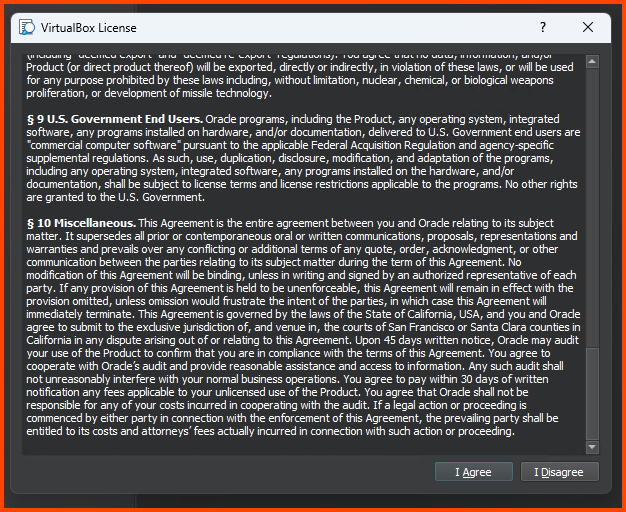 VirtualBox License
?
(including "deemed export" and "deemed re-export" regulations). You agree that no data, information, and/or
Product (or direct product thereof) will be exported, directly or indirectly, in violation of these laws, or will be used
for any purpose prohibited by these laws including, without limitation, nuclear, chemical, or biological weapons
proliferation, or development of missile technology.
§ 9 U.S. Government End Users. Oracle programs, including the Product, any operating system, integrated
software, any programs installed on hardware, and/or documentation, delivered to U.S. Government end users are
"commercial computer software" pursuant to the applicable Federal Acquisition Regulation and agency-specific
supplemental regulations. As such, use, duplication, disclosure, modification, and adaptation of the programs,
including any operating system, integrated software, any programs installed on the hardware, and/or
documentation, shall be subject to license terms and license restrictions applicable to the programs. No other rights
are granted to the U.S. Government.
§ 10 Miscellaneous. This Agreement is the entire agreement between you and Oracle relating to its subject
matter. It supersedes all prior or contemporaneous oral or written communications, proposals, representations and
warranties and prevails over any conflicting or additional terms of any quote, order, acknowledgment, or other
communication between the parties relating to its subject matter during the term of this Agreement. No
modification of this Agreement will be binding, unless in writing and signed by an authorized representative of each
party. If any provision of this Agreement is held to be unenforceable, this Agreement will remain in effect with the
provision omitted, unless omission would frustrate the intent of the parties, in which case this Agreement will
immediately terminate. This Agreement is governed by the laws of the State of California, USA, and you and Oracle
agree to submit to the exclusive jurisdiction of, and venue in, the courts of San Francisco or Santa Clara counties in
California in any dispute arising out of or relating to this Agreement. Upon 45 days written notice, Oracle may audit
your use of the Product to confirm that you are in compliance with the terms of this Agreement. You agree to
cooperate with Oracle's audit and provide reasonable assistance and access to information. Any such audit shall
not unreasonably interfere with your normal business operations. You agree to pay within 30 days of written
notification any fees applicable to your unlicensed use of the Product. You agree that Oracle shall not be
responsible for any of your costs incurred in cooperating with the audit. If a legal action or proceeding is
commenced by either party in connection with the enforcement of this Agreement, the prevailing party shall be
entitled to its costs and attorneys' fees actually incurred in connection with such action or proceeding.
I Agree
I Disagree